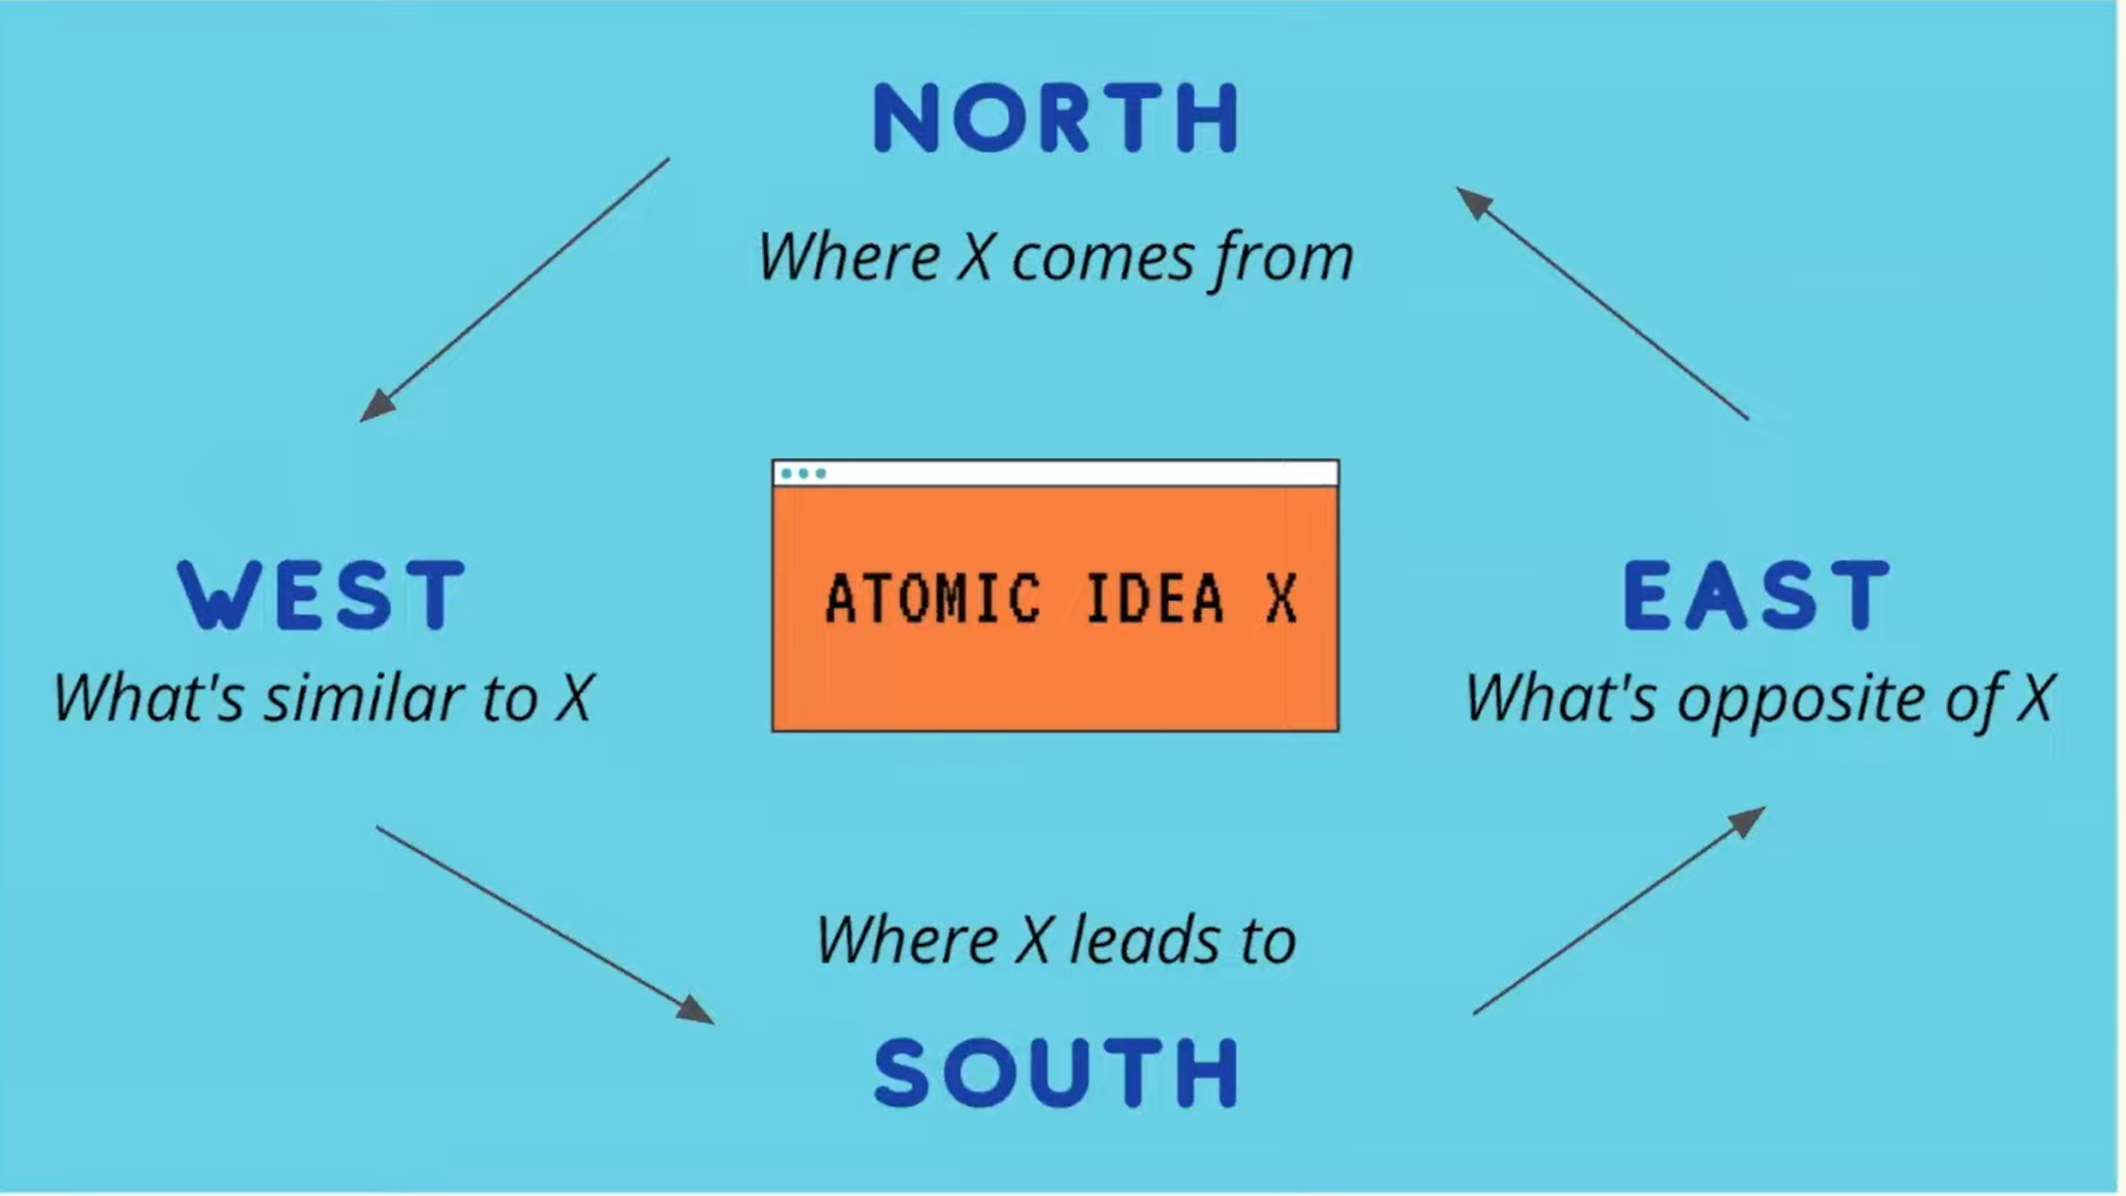 NORTH
Where X comes from
WEST
What's similar to X
ATOMIC IDEA X
EAST
What's opposite of X
Where X leads to
SOUTH